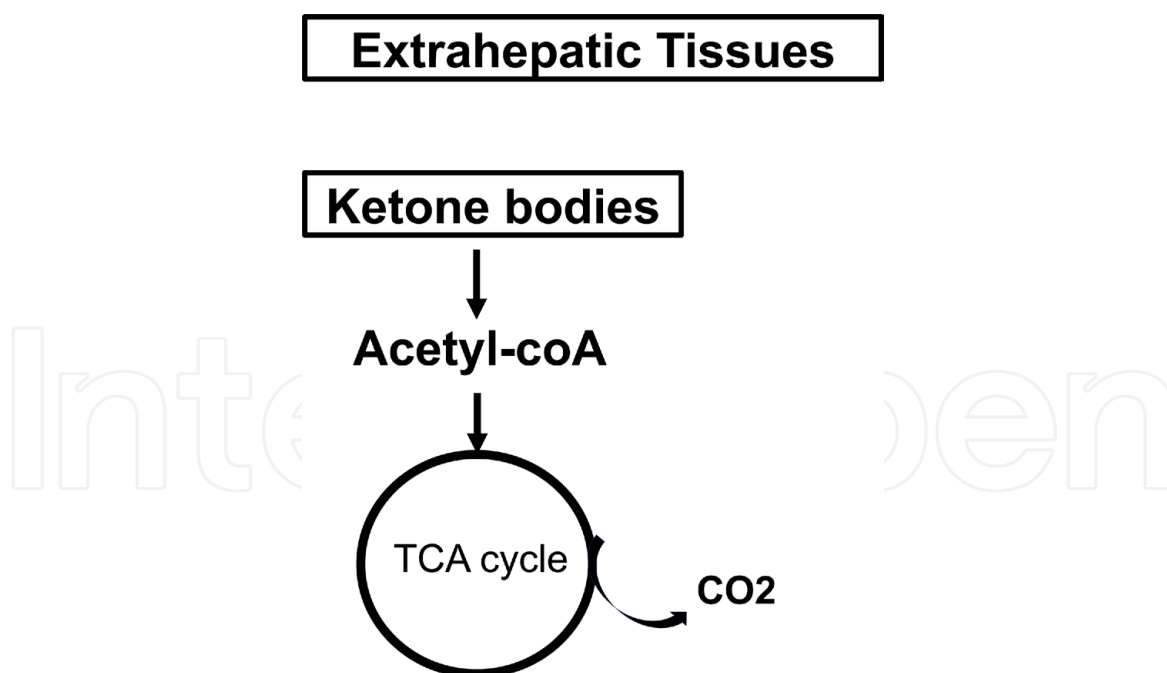 Extrahepatic Tissues
Ketone bodies
Acetyl-coA
TCA cycle
CO2